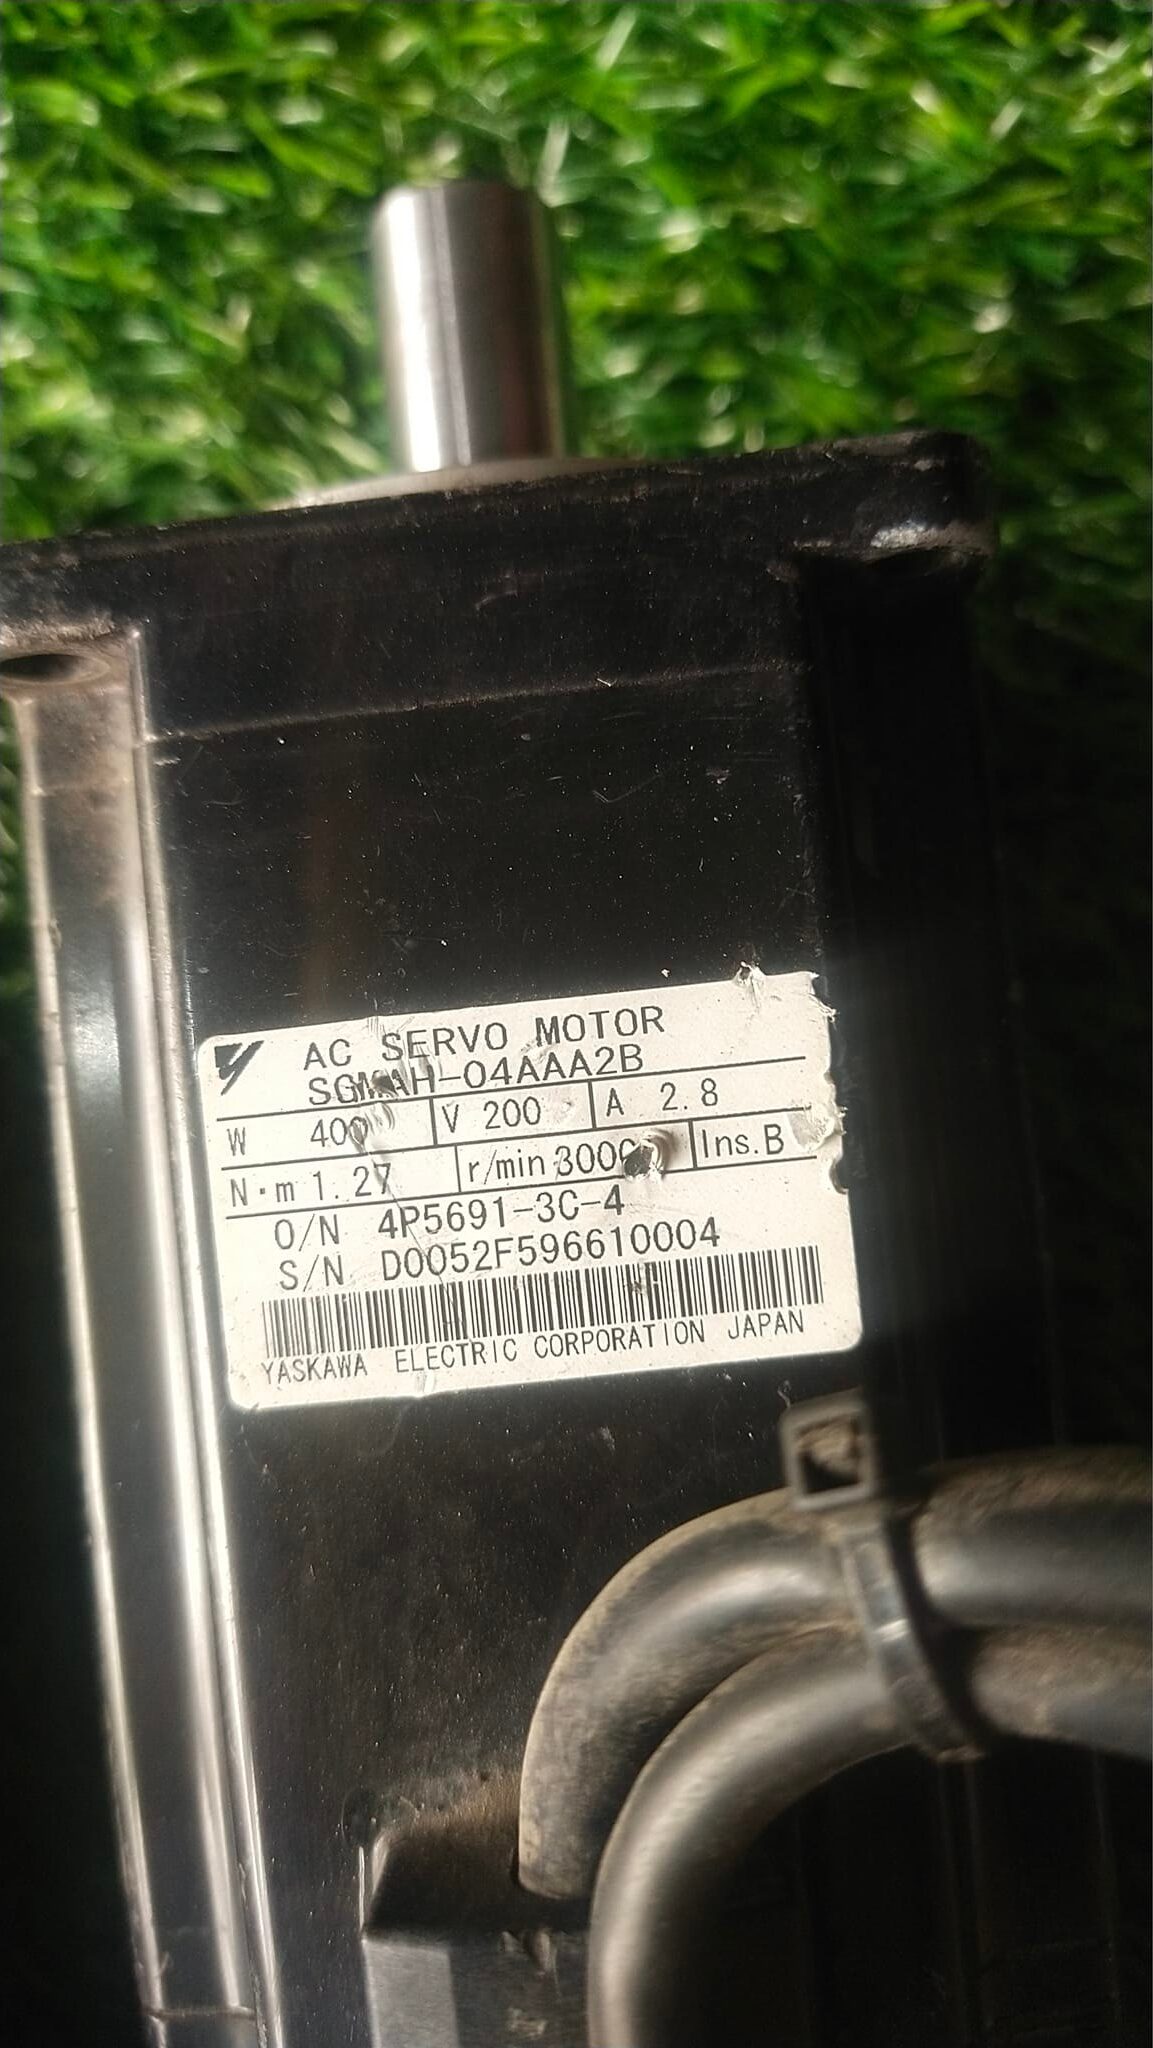 AC SERVO MOTOR
SGMAH-04AAA2B
W 400 V 200 A 2.8
N·m 1.27 r/min 3000 Ins.B
O/N 4P5691-3C-4
S/N D0052F596610004
YASKAWA ELECTRIC CORPORATION JAPAN